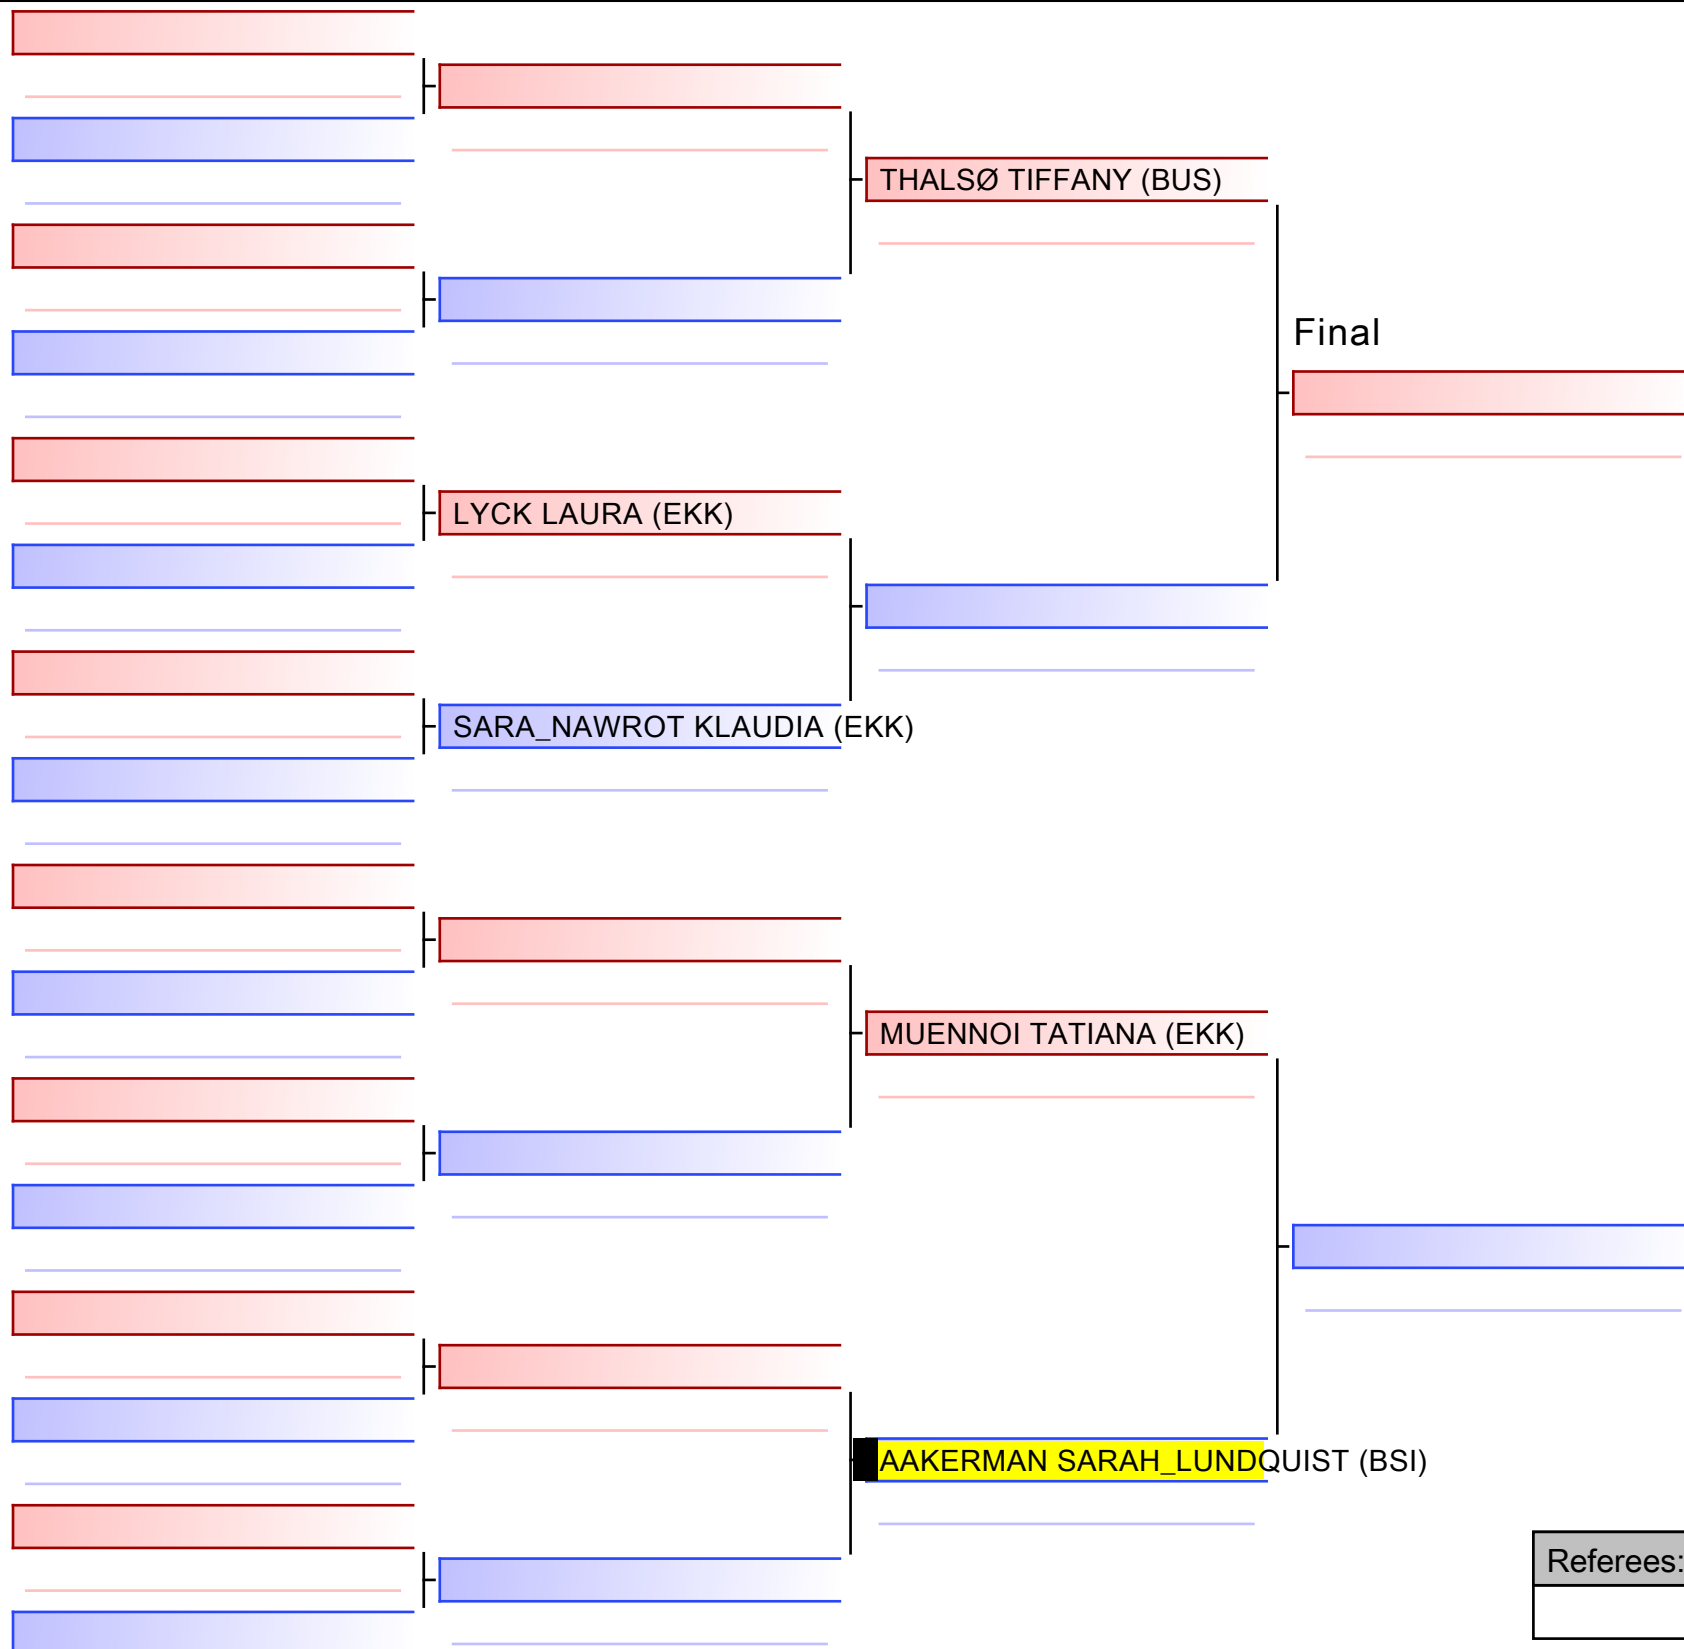 THALSØ TIFFANY (BUS)
Final
LYCK LAURA (EKK)
SARA_NAWROT KLAUDIA (EKK)
MUENNOI TATIANA (EKK)
AAKERMAN SARAH_LUNDQUIST (BSI)
Referees: